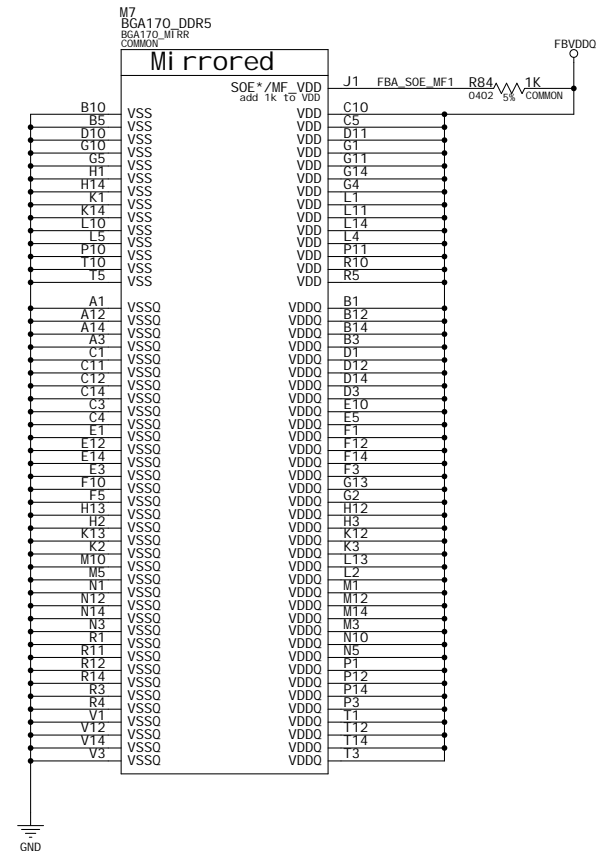 M7
BGA170_DDR5
BGA170_MIRR
COMMON
Mirrored
FBVDDQ
SOE*/MF_VDD J1 FBA_SOE_MF1 R84 1K
add 1k to VDD 0402 5% COMMON
B10 VSS VDD C10
B5 VSS VDD C5
D10 VSS VDD D11
G10 VSS VDD G1
G5 VSS VDD G11
H1 VSS VDD G14
H14 VSS VDD G4
K1 VSS VDD L1
K14 VSS VDD L11
L10 VSS VDD L14
L5 VSS VDD L4
P10 VSS VDD P11
T10 VSS VDD R10
T5 VSS VDD R5
A1 VSSQ VDDQ B1
A12 VSSQ VDDQ B12
A14 VSSQ VDDQ B14
A3 VSSQ VDDQ B3
C1 VSSQ VDDQ D1
C11 VSSQ VDDQ D12
C12 VSSQ VDDQ D14
C14 VSSQ VDDQ D3
C3 VSSQ VDDQ E10
C4 VSSQ VDDQ E5
E1 VSSQ VDDQ F1
E12 VSSQ VDDQ F12
E14 VSSQ VDDQ F14
E3 VSSQ VDDQ F3
F10 VSSQ VDDQ G13
F5 VSSQ VDDQ G2
H13 VSSQ VDDQ H12
H2 VSSQ VDDQ H3
K13 VSSQ VDDQ K12
K2 VSSQ VDDQ K3
M10 VSSQ VDDQ L13
M5 VSSQ VDDQ L2
N1 VSSQ VDDQ M1
N12 VSSQ VDDQ M12
N14 VSSQ VDDQ M14
N3 VSSQ VDDQ M3
R1 VSSQ VDDQ N10
R11 VSSQ VDDQ N5
R12 VSSQ VDDQ P1
R14 VSSQ VDDQ P12
R3 VSSQ VDDQ P14
R4 VSSQ VDDQ P3
V1 VSSQ VDDQ T1
V12 VSSQ VDDQ T12
V14 VSSQ VDDQ T14
V3 VSSQ VDDQ T3
GND